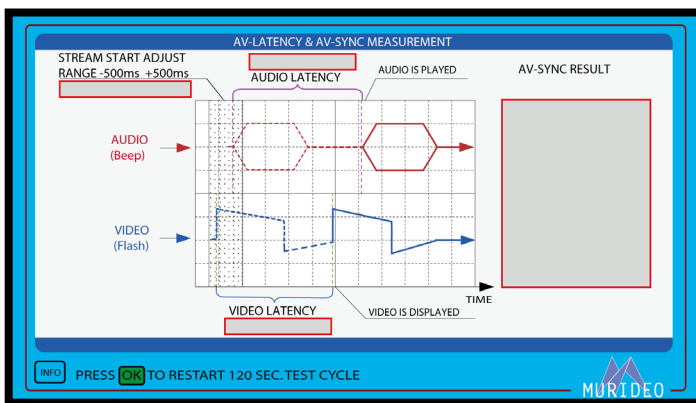 AV-LATENCY & AV-SYNC MEASUREMENT
STREAM START ADJUST
RANGE -500ms +500ms
AUDIO LATENCY
AUDIO IS PLAYED
AV-SYNC RESULT
AUDIO
(Beep)
VIDEO
(Flash)
TIME
VIDEO LATENCY
VIDEO IS DISPLAYED
INFO
PRESS OK TO RESTART 120 SEC. TEST CYCLE
MURIDEO